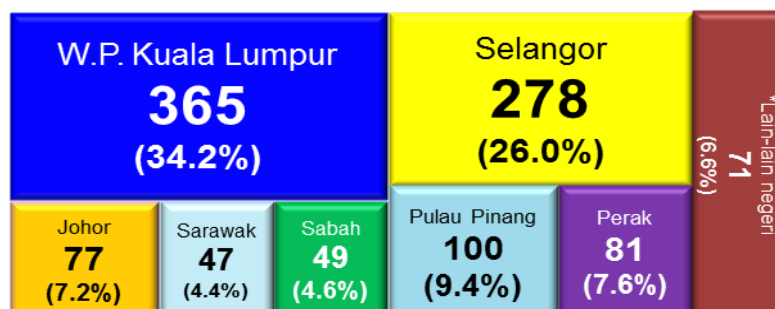 W.P. Kuala Lumpur
365
(34.2%)
Selangor
278
(26.0%)
*Lain-lain negeri
71
(6.6%)
Johor
77
(7.2%)
Sarawak
47
(4.4%)
Sabah
49
(4.6%)
Pulau Pinang
100
(9.4%)
Perak
81
(7.6%)